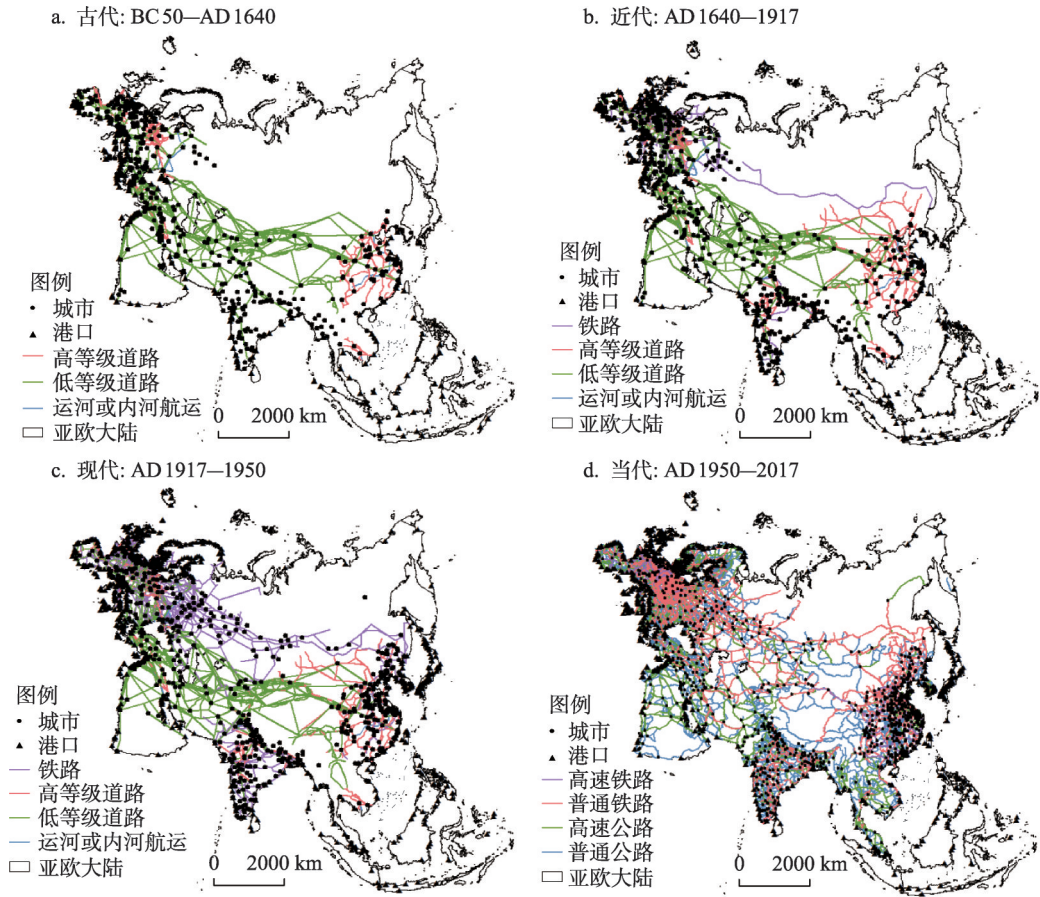 a. 古代: BC 50—AD 1640
图例
城市
港口
高等级道路
低等级道路
运河或内河航运
亚欧大陆
0 2000 km
b. 近代: AD 1640—1917
图例
城市
港口
铁路
高等级道路
低等级道路
运河或内河航运
亚欧大陆
0 2000 km
c. 现代: AD 1917—1950
图例
城市
港口
铁路
高等级道路
低等级道路
运河或内河航运
亚欧大陆
0 2000 km
d. 当代: AD 1950—2017
图例
城市
港口
高速铁路
普通铁路
高速公路
普通公路
亚欧大陆
0 2000 km